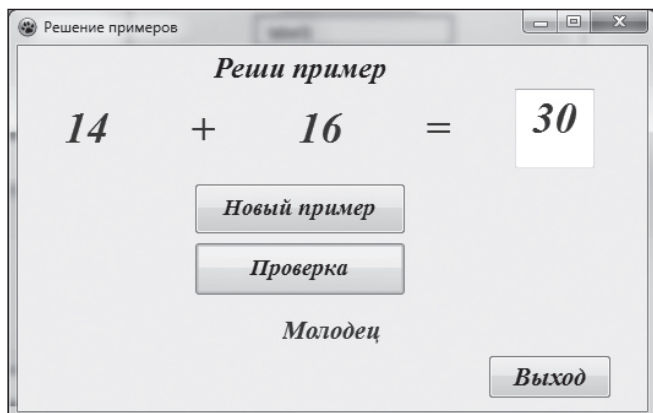 Решение примеров
Реши пример
14 + 16 = 30
Новый пример
Проверка
Молодец
Выход